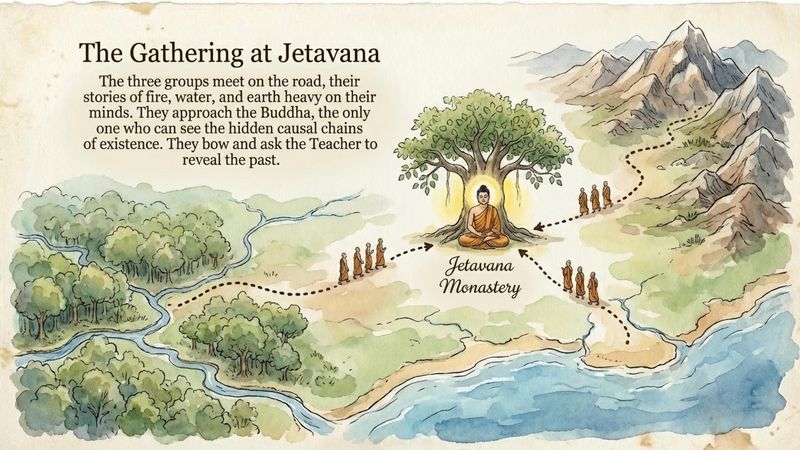 The Gathering at Jetavana
The three groups meet on the road, their
stories of fire, water, and earth heavy on their
minds. They approach the Buddha, the only
one who can see the hidden causal chains
of existence. They bow and ask the Teacher to
reveal the past.
Jetavana
Monastery